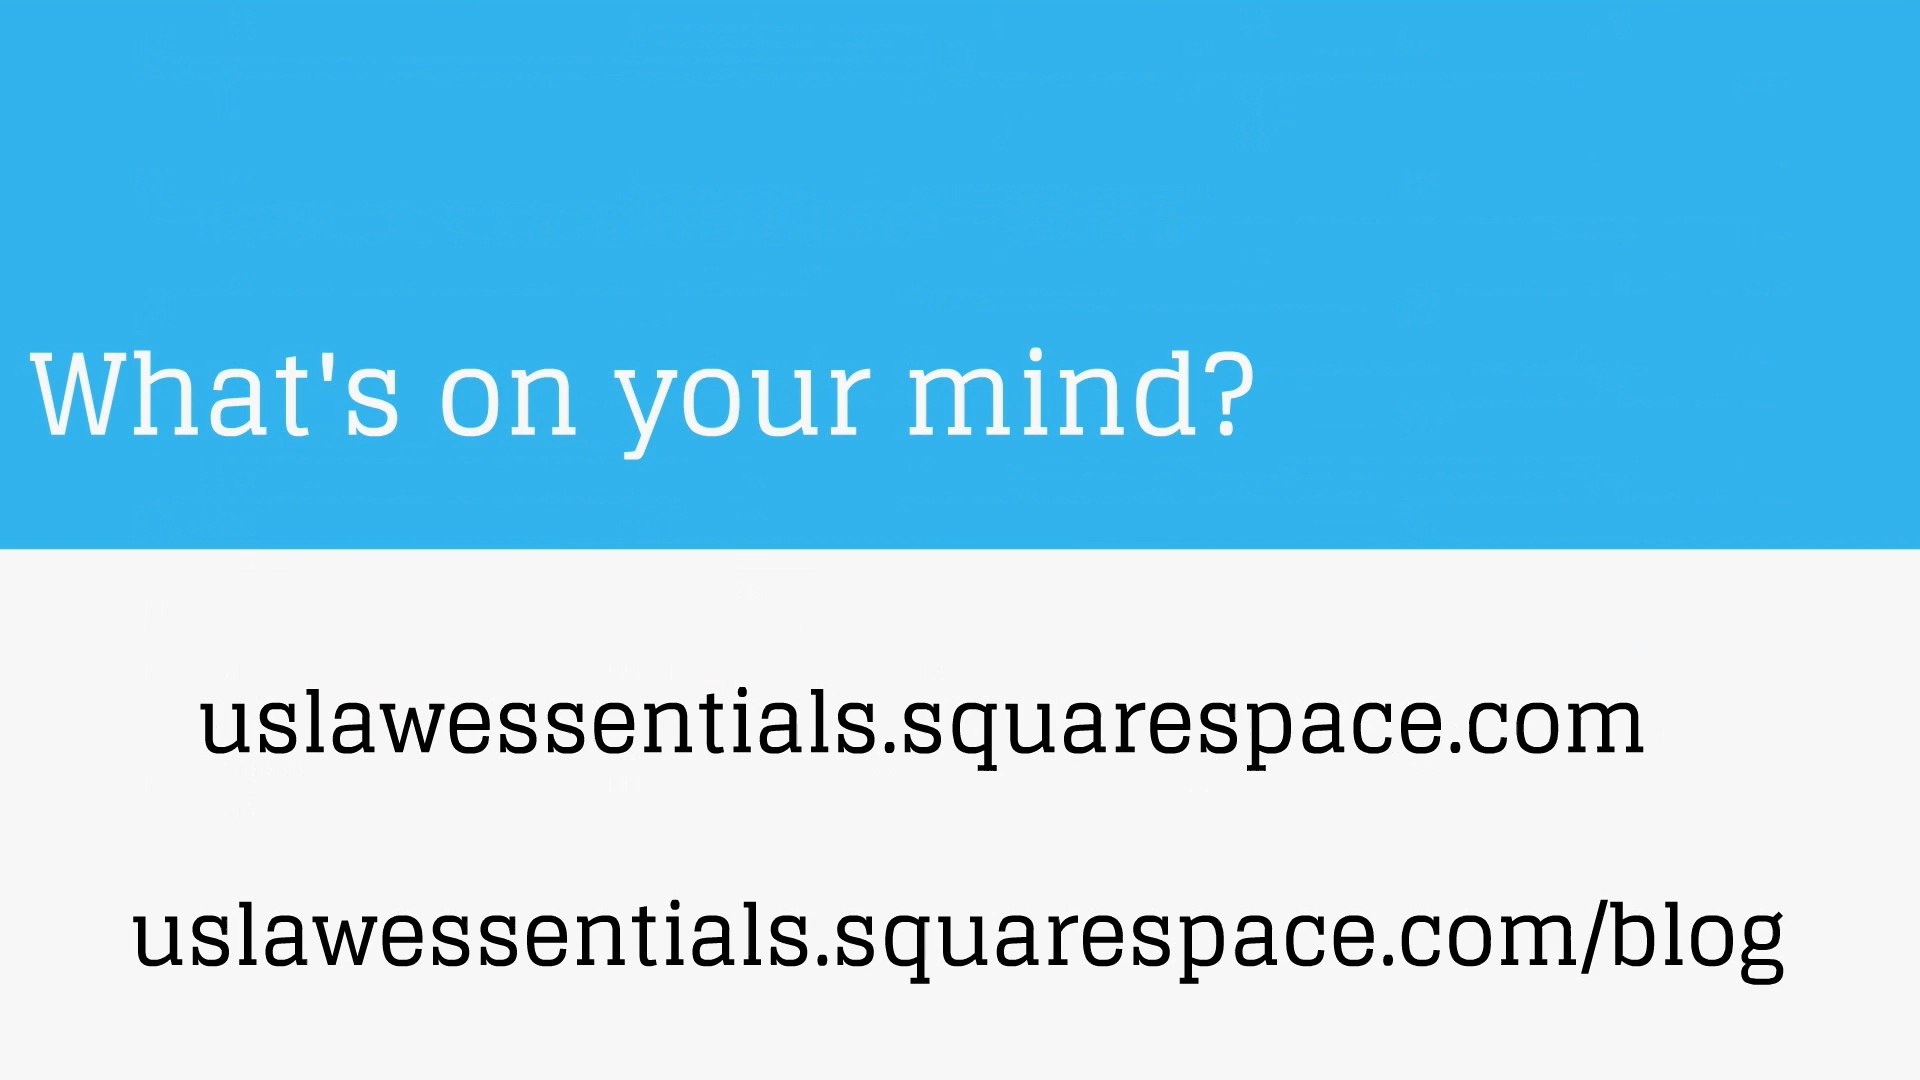 What's on your mind?
uslawessentials.squarespace.com
uslawessentials.squarespace.com/blog